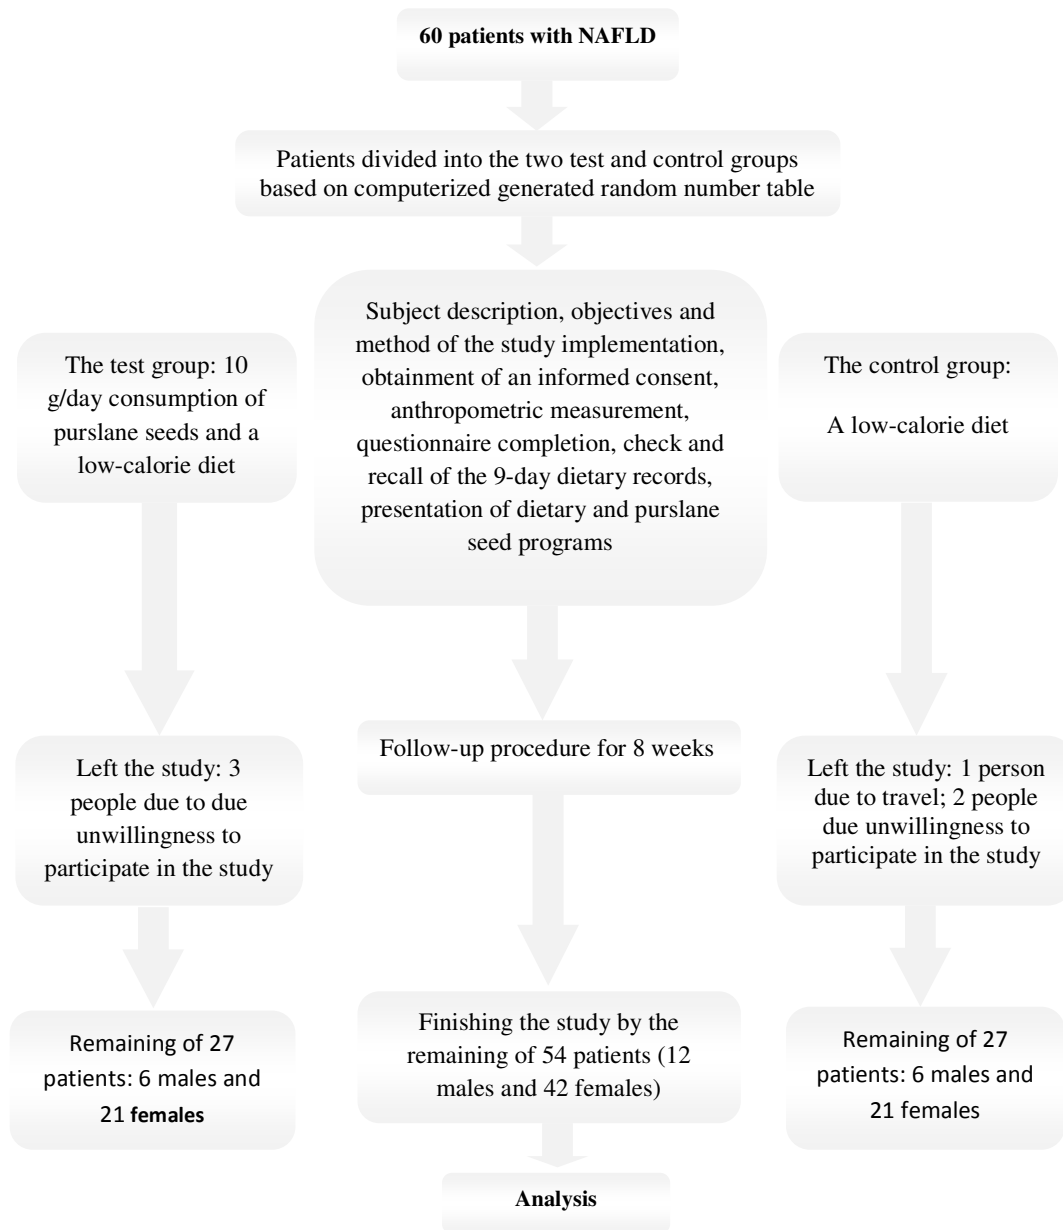 60 patients with NAFLD
Patients divided into the two test and control groups
based on computerized generated random number table
Subject description, objectives and
method of the study implementation,
obtainment of an informed consent,
anthropometric measurement,
questionnaire completion, check and
recall of the 9-day dietary records,
presentation of dietary and purslane
seed programs
The test group: 10
g/day consumption of
purslane seeds and a
low-calorie diet
The control group:
A low-calorie diet
Left the study: 3
people due to due
unwillingness to
participate in the study
Follow-up procedure for 8 weeks
Left the study: 1 person
due to travel; 2 people
due unwillingness to
participate in the study
Remaining of 27
patients: 6 males and
21 females
Finishing the study by the
remaining of 54 patients (12
males and 42 females)
Remaining of 27
patients: 6 males and
21 females
Analysis